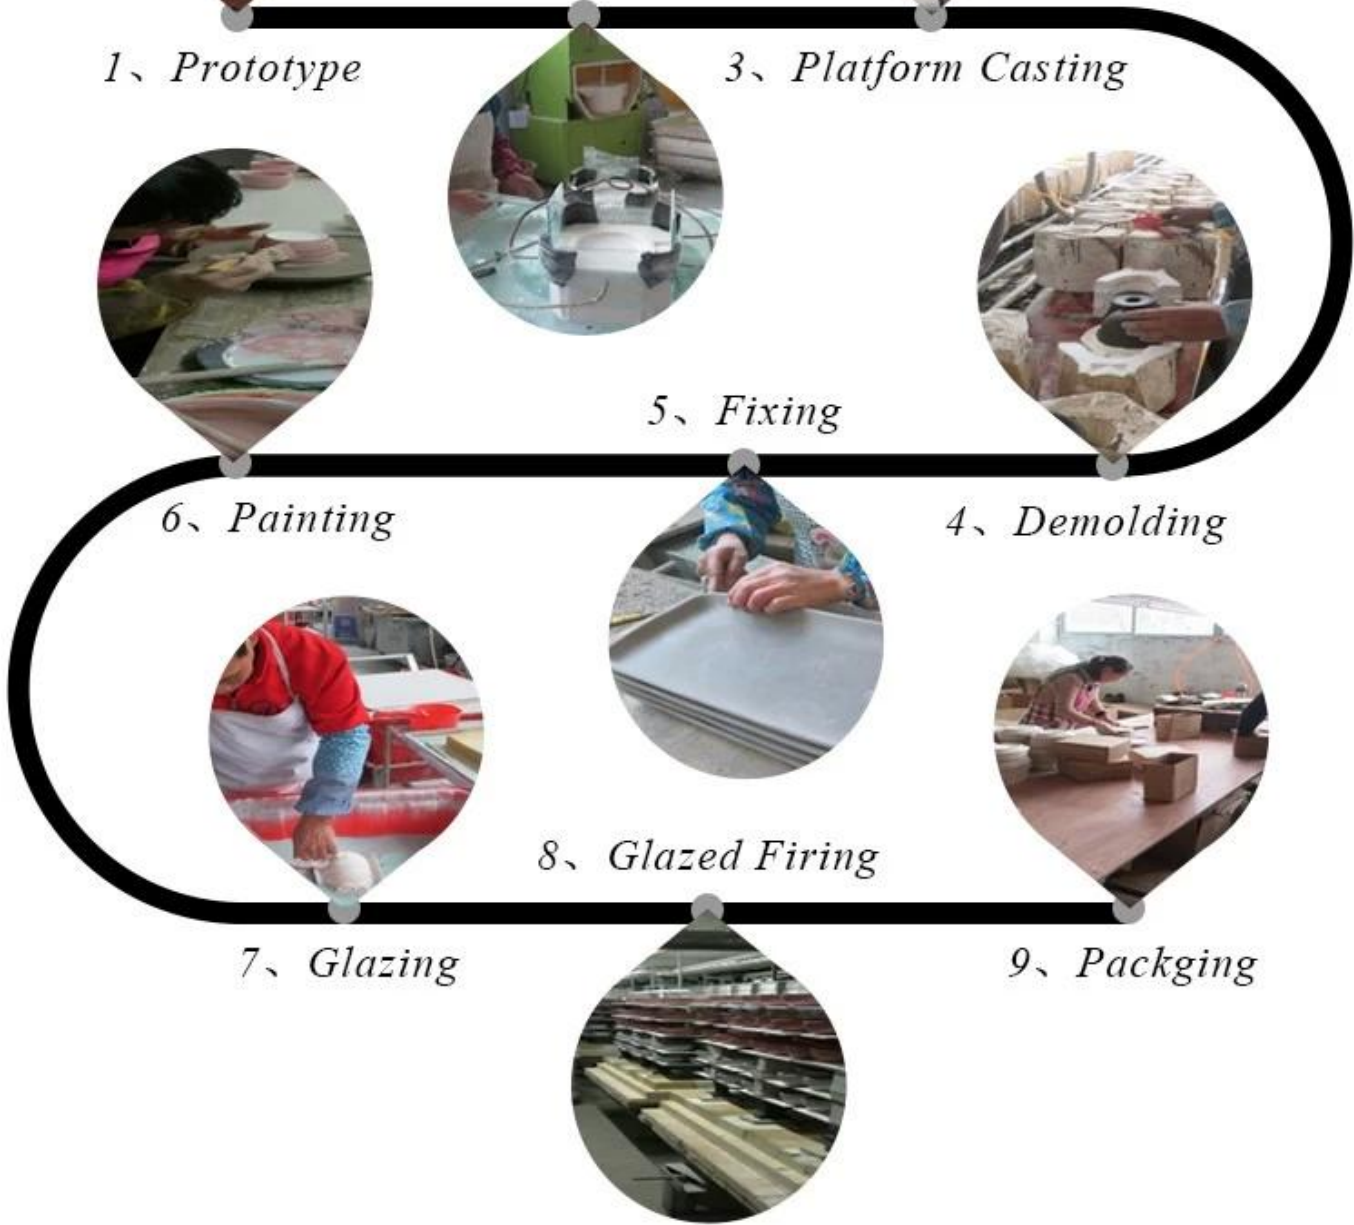 1、Prototype
3、Platform Casting
5、Fixing
6、Painting
4、Demolding
8、Glazed Firing
7、Glazing
9、Packging